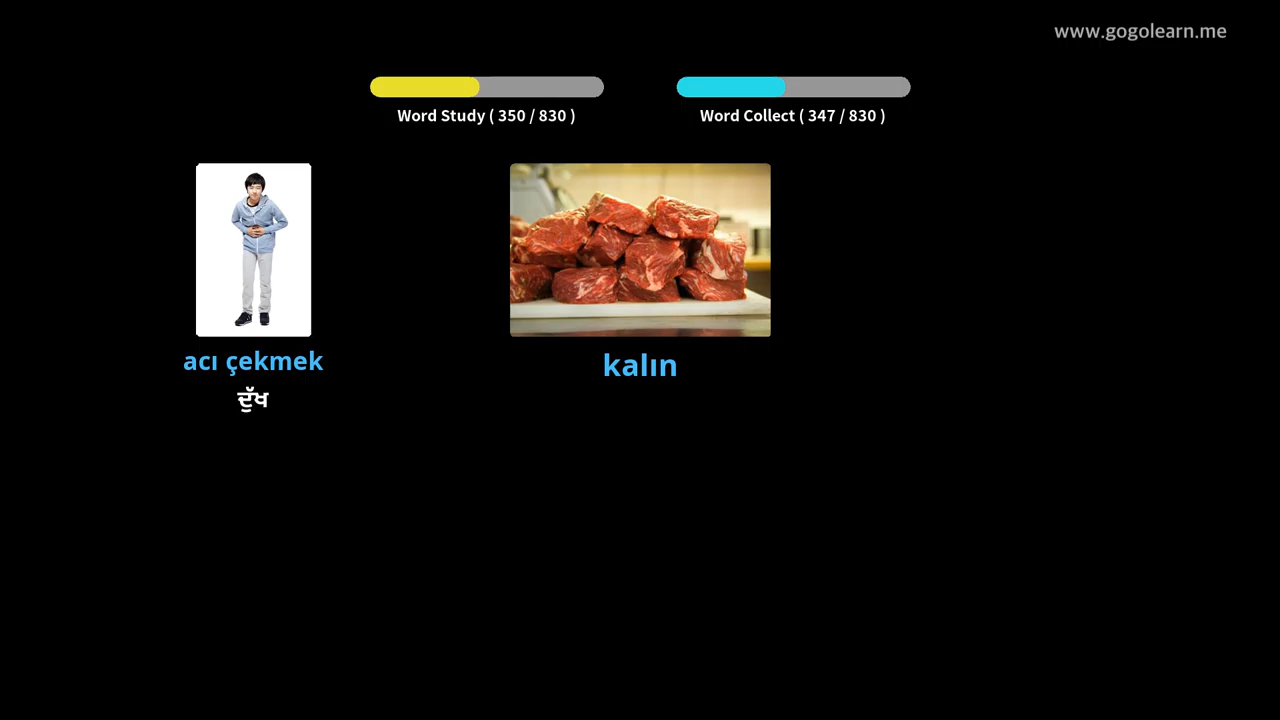 www.gogolearn.me
Word Study ( 350 / 830 )
Word Collect ( 347 / 830 )
acı çekmek
ਦੁੱਖ
kalın